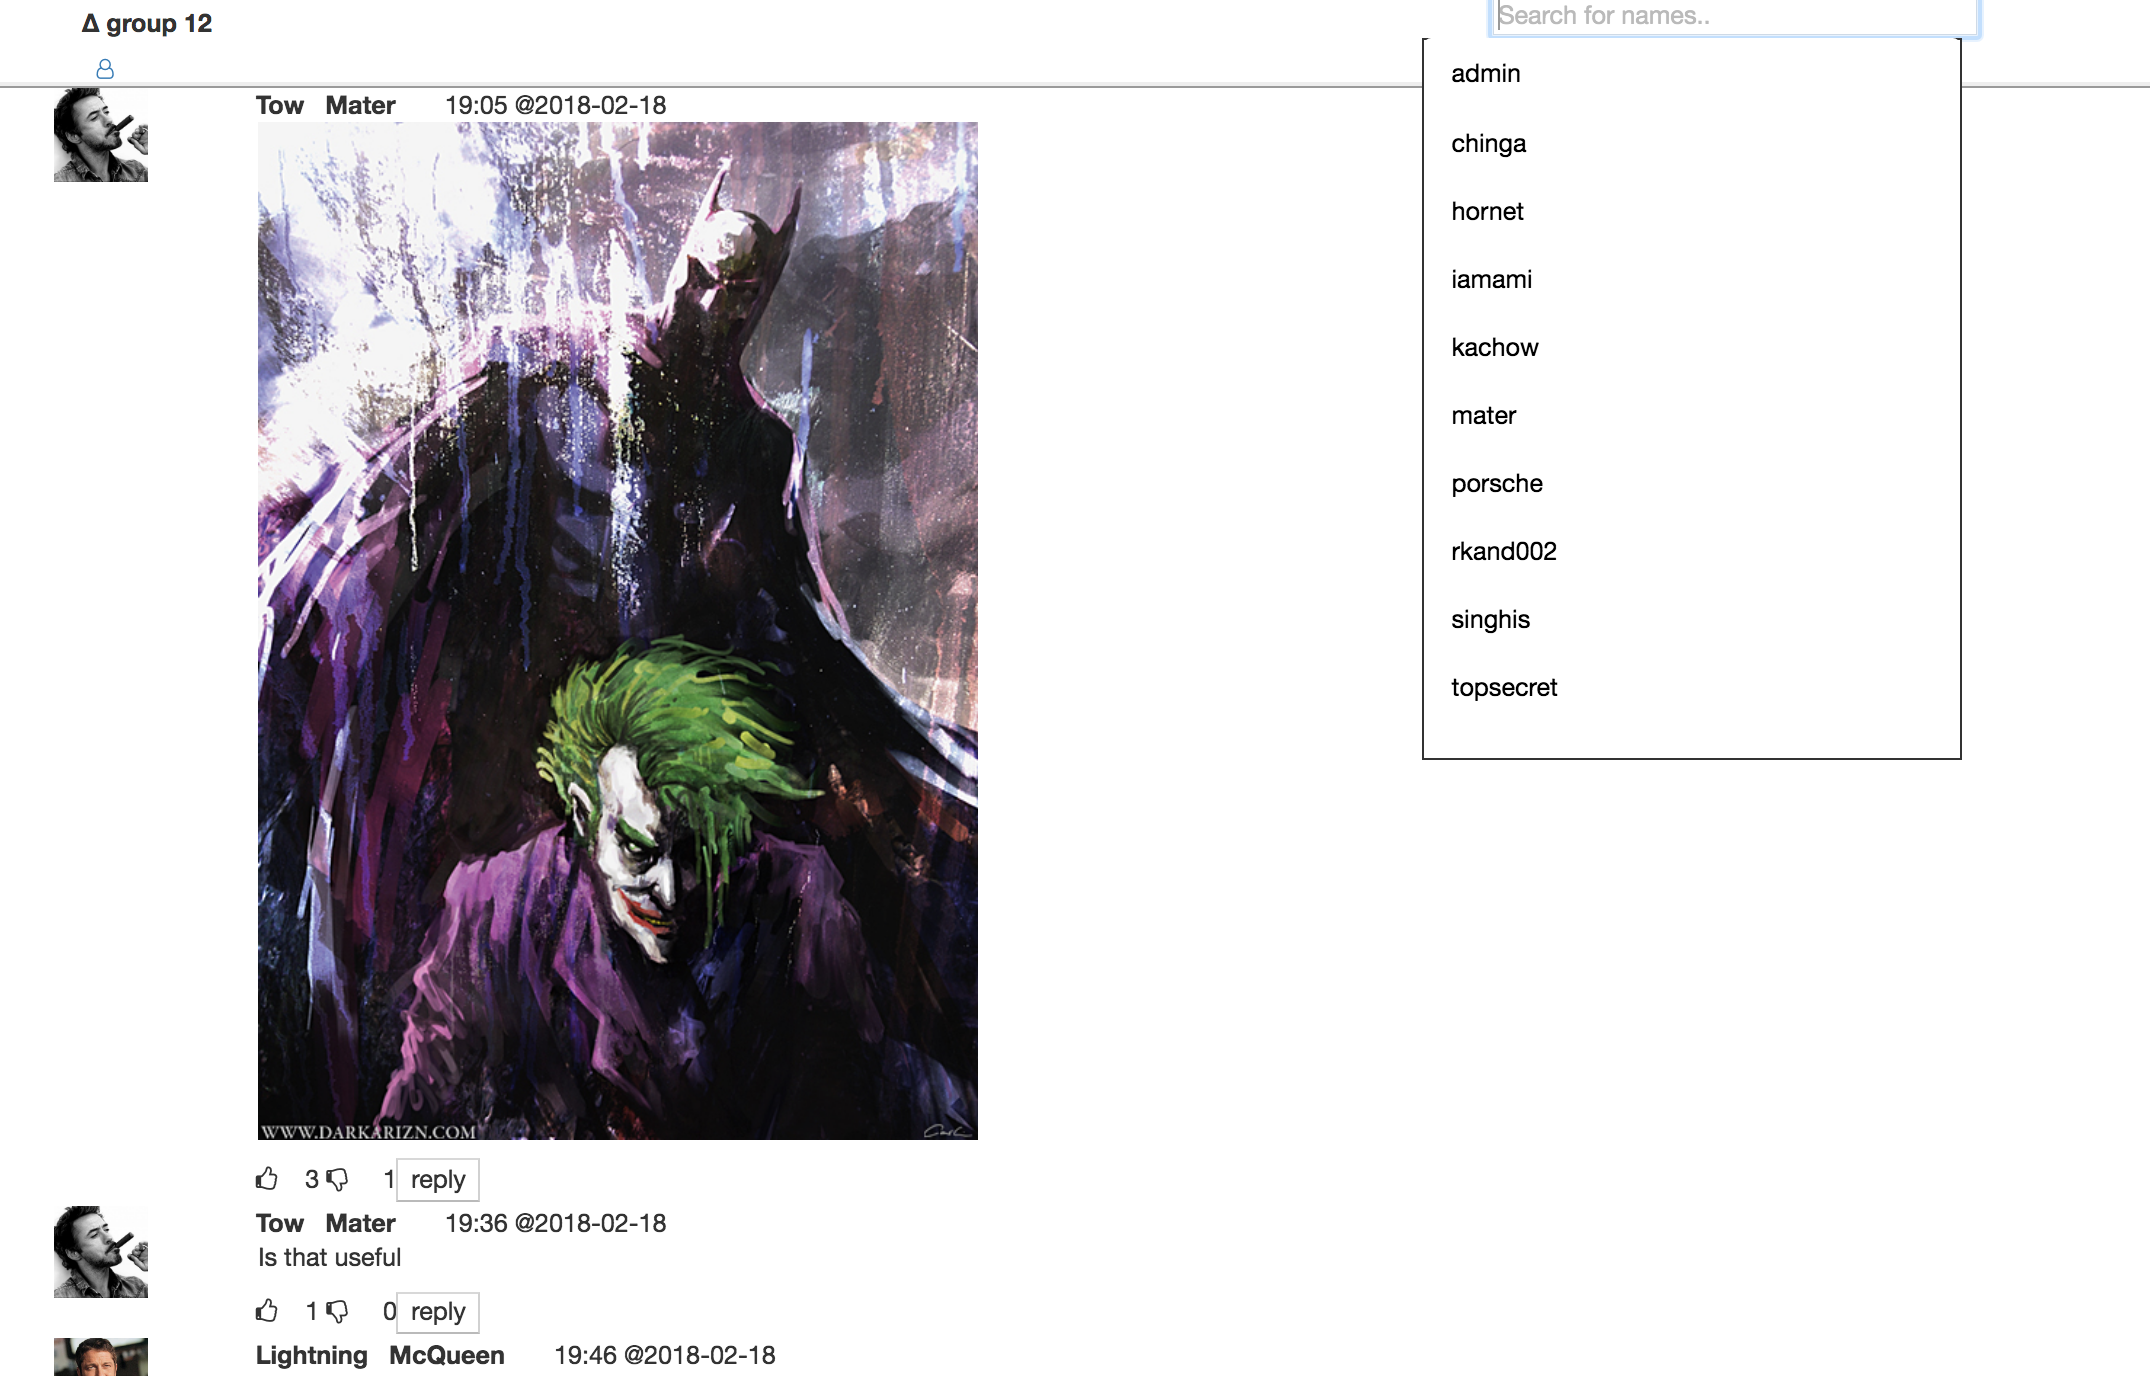 Δ group 12
Search for names..
admin
chinga
hornet
iamami
kachow
mater
porsche
rkand002
singhis
topsecret
Tow Mater 19:05 @2018-02-18
WWW.DARKARIZN.COM
3 1 reply
Tow Mater 19:36 @2018-02-18
Is that useful
1 0 reply
Lightning McQueen 19:46 @2018-02-18